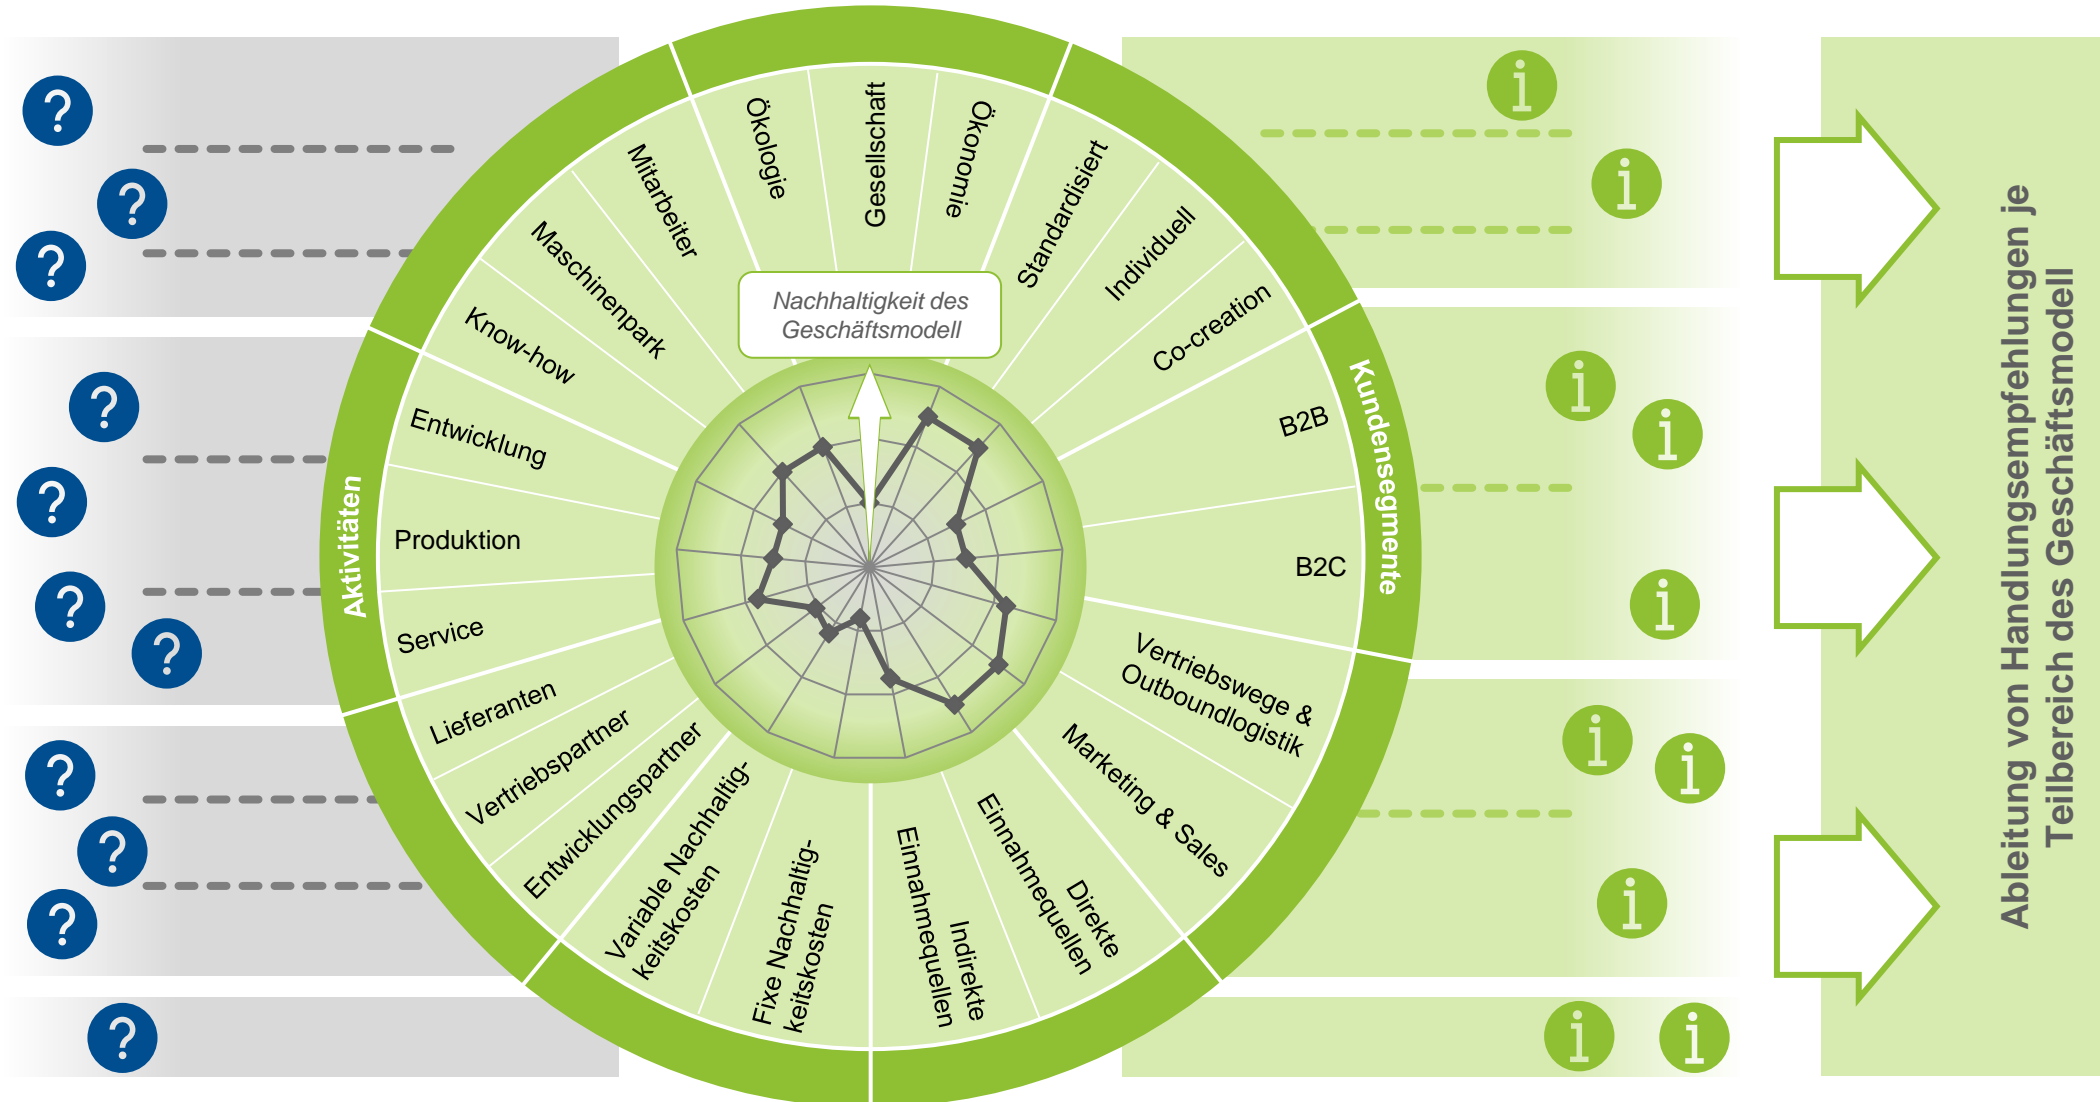 Ökologie
Gesellschaft
Ökonomie
Standardisiert
Individuell
Co-creation
Kundensegmente
B2B
B2C
Vertriebswege &
Outboundlogistik
Marketing & Sales
Direkte
Einnahmequellen
Indirekte
Einnahmequellen
Fixe Nachhaltig-
keitskosten
Variable Nachhaltig-
keitskosten
Entwicklungspartner
Vertriebspartner
Lieferanten
Aktivitäten
Service
Produktion
Entwicklung
Know-how
Maschinenpark
Mitarbeiter
Nachhaltigkeit des
Geschäftsmodell
Ableitung von Handlungsempfehlungen je
Teilbereich des Geschäftsmodell
?
?
?
?
?
?
?
?
?
?
?
i
i
i
i
i
i
i
i
i
i